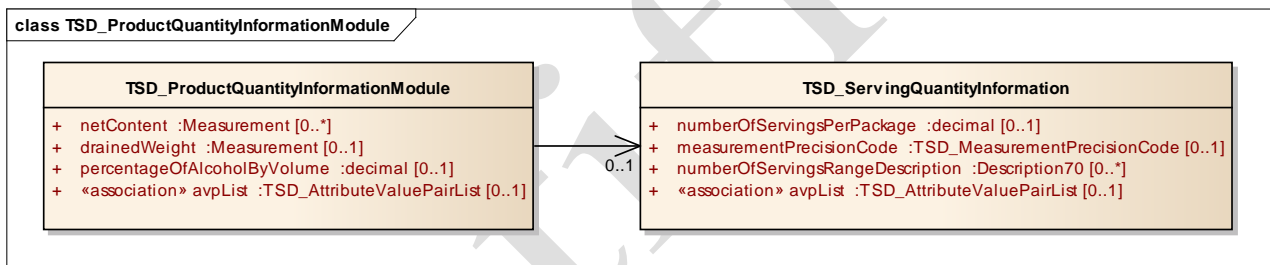 class TSD_ProductQuantityInformationModule
TSD_ProductQuantityInformationModule
+ netContent :Measurement [0..*]
+ drainedWeight :Measurement [0..1]
+ percentageOfAlcoholByVolume :decimal [0..1]
+ «association» avpList :TSD_AttributeValuePairList [0..1]
0..1
TSD_ServingQuantityInformation
+ numberOfServingsPerPackage :decimal [0..1]
+ measurementPrecisionCode :TSD_MeasurementPrecisionCode [0..1]
+ numberOfServingsRangeDescription :Description70 [0..*]
+ «association» avpList :TSD_AttributeValuePairList [0..1]